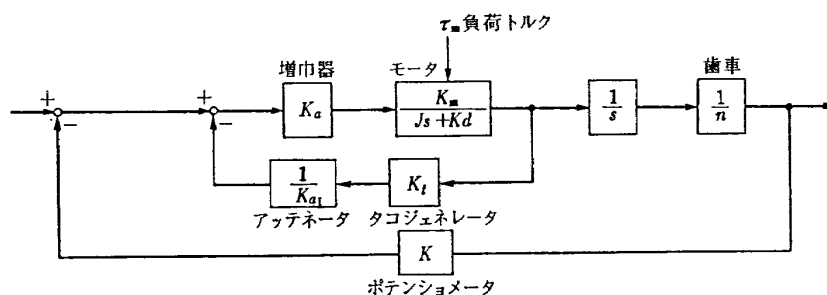 τm 負荷トルク
増巾器
モータ
歯車
+
−
+
−
Ka
Km
Js+Kd
1
s
1
n
1
Ka1
Kt
アッテネータ
タコジェネレータ
K
ポテンショメータ